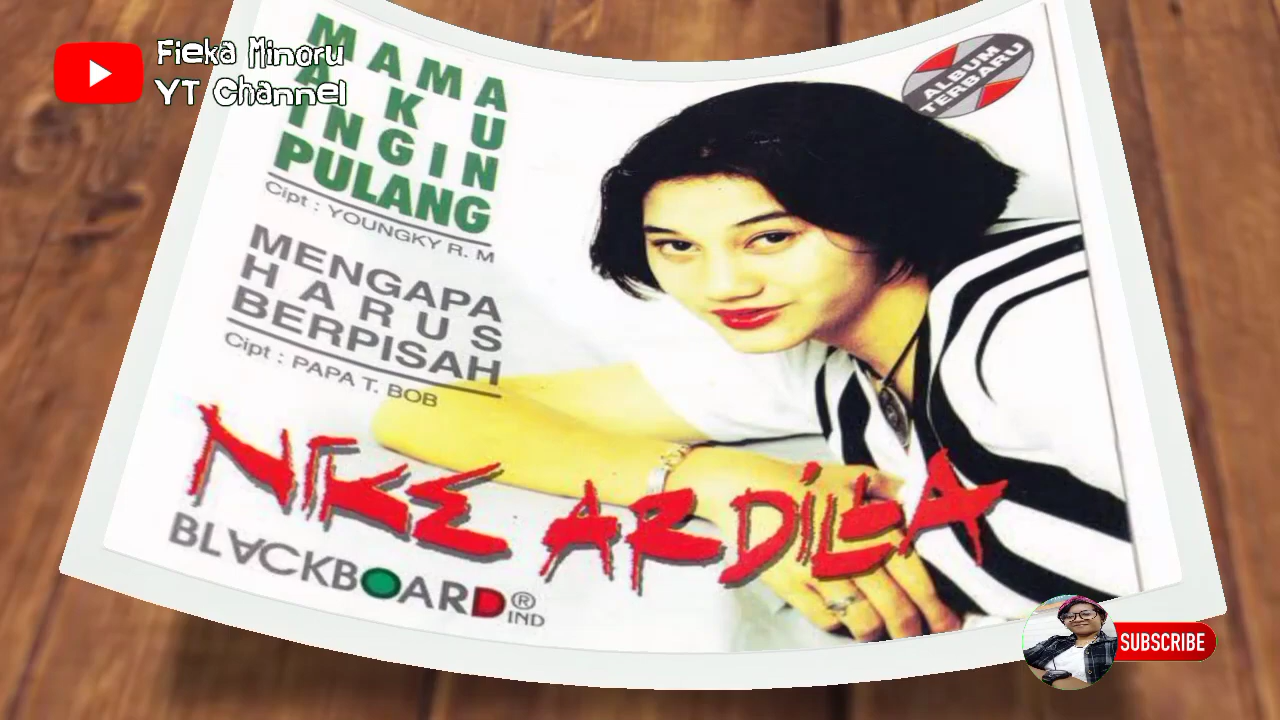 Fieka Minoru
YT Channel
MAMA
AKU
INGIN
PULANG
Cipt : YOUNGKY R. M
MENGAPA
HARUS
BERPISAH
Cipt : PAPA T. BOB
ALBUM
TERBARU
NIKE ARDILLA
BLACKBOARD®
IND
SUBSCRIBE